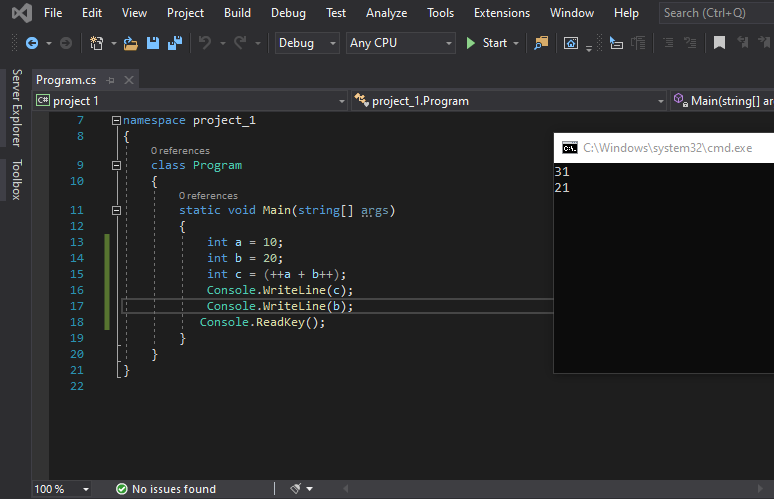 File Edit View Project Build Debug Test Analyze Tools Extensions Window Help Search (Ctrl+Q)
Debug Any CPU Start
Server Explorer
Toolbox
Program.cs
C# project 1 project_1.Program Main(string[] ar
7 namespace project_1
8 {
0 references
9 class Program
10 {
0 references
11 static void Main(string[] args)
12 {
13 int a = 10;
14 int b = 20;
15 int c = (++a + b++);
16 Console.WriteLine(c);
17 Console.WriteLine(b);
18 Console.ReadKey();
19 }
20 }
21 }
22
C:\Windows\system32\cmd.exe
31
21
100 % No issues found